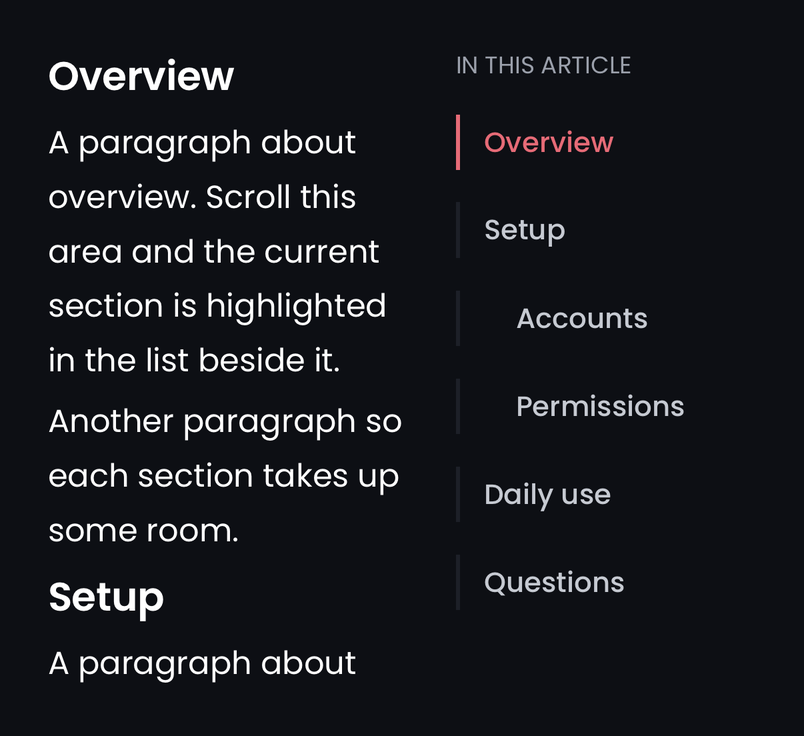 Overview
A paragraph about
overview. Scroll this
area and the current
section is highlighted
in the list beside it.
Another paragraph so
each section takes up
some room.
Setup
A paragraph about
IN THIS ARTICLE
Overview
Setup
Accounts
Permissions
Daily use
Questions